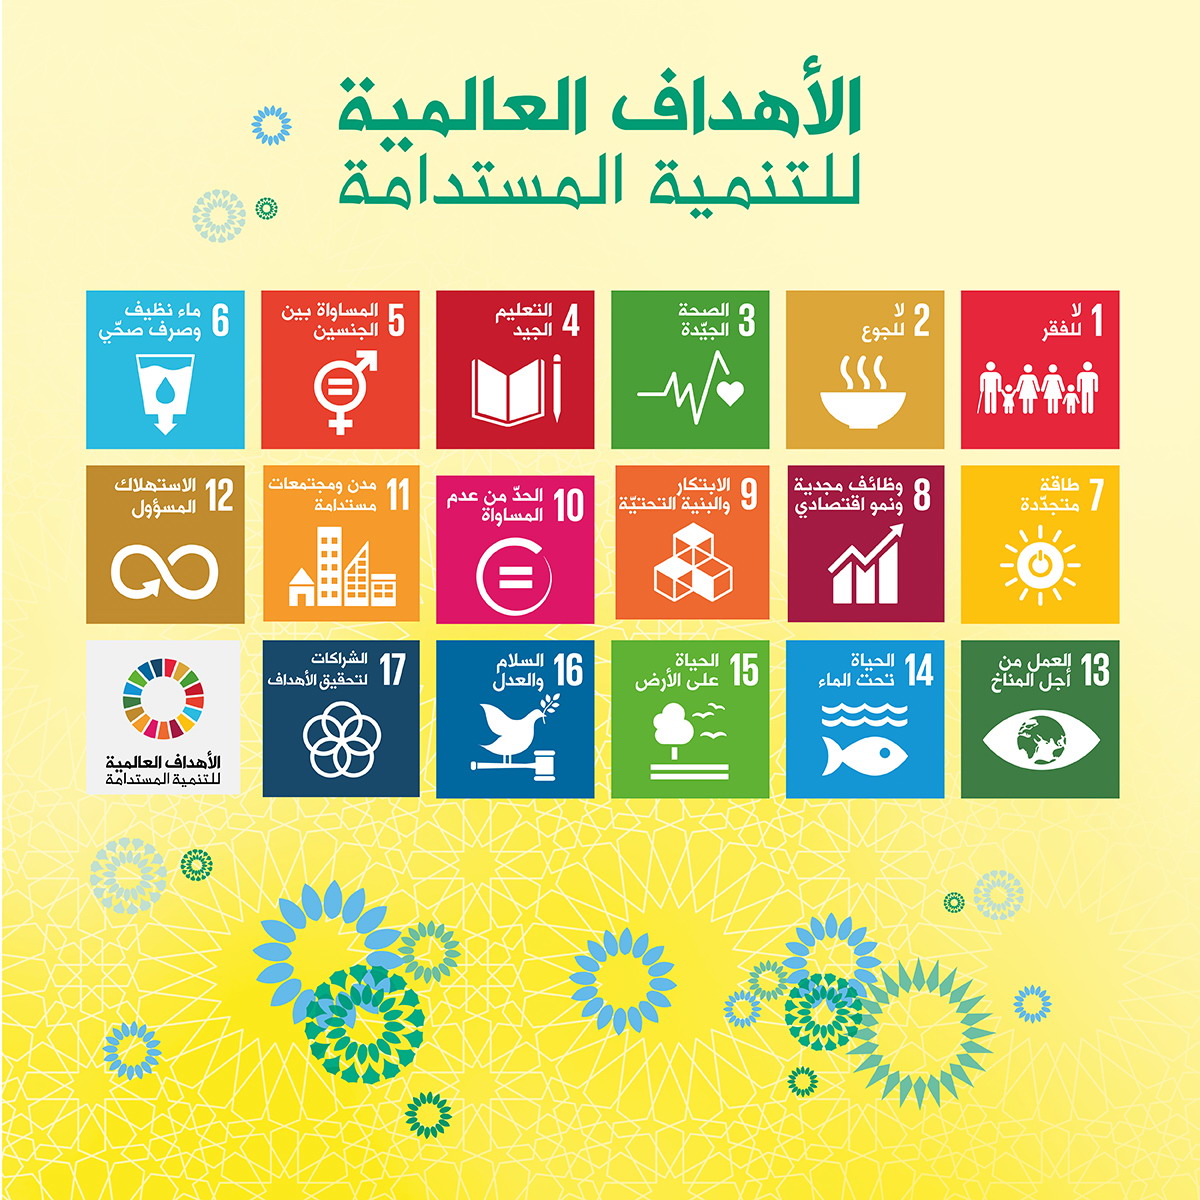 الأهداف العالمية
للتنمية المستدامة
1 لا
للفقر
2 لا
للجوع
3 الصحة
الجيّدة
4 التعليم
الجيد
5 المساواة بين
الجنسين
6 ماء نظيف
وصرف صحّي
7 طاقة
متجدّدة
8 وظائف مجدية
ونمو اقتصادي
9 الابتكار
والبنية التحتيّة
10 الحدّ من عدم
المساواة
11 مدن ومجتمعات
مستدامة
12 الاستهلاك
المسؤول
13 العمل من
أجل المناخ
14 الحياة
تحت الماء
15 الحياة
على الأرض
16 السلام
والعدل
17 الشراكات
لتحقيق الأهداف
الأهداف العالمية
للتنمية المستدامة